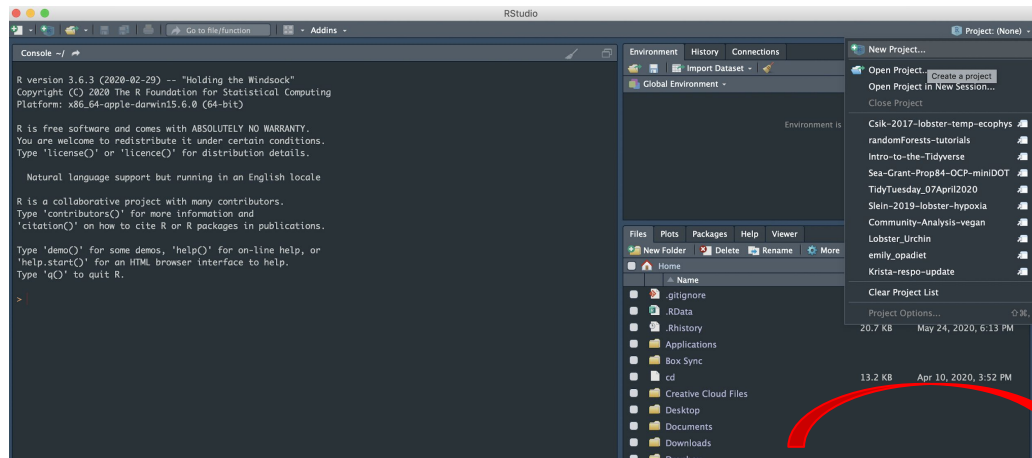 RStudio
Go to file/function
Addins
Project: (None)
Console ~/
R version 3.6.3 (2020-02-29) -- "Holding the Windsock"
Copyright (C) 2020 The R Foundation for Statistical Computing
Platform: x86_64-apple-darwin15.6.0 (64-bit)
R is free software and comes with ABSOLUTELY NO WARRANTY.
You are welcome to redistribute it under certain conditions.
Type 'license()' or 'licence()' for distribution details.
Natural language support but running in an English locale
R is a collaborative project with many contributors.
Type 'contributors()' for more information and
'citation()' on how to cite R or R packages in publications.
Type 'demo()' for some demos, 'help()' for on-line help, or
'help.start()' for an HTML browser interface to help.
Type 'q()' to quit R.
>
Environment History Connections
Import Dataset
Global Environment
Environment is
New Project...
Open Project...
Create a project
Open Project in New Session...
Close Project
Csik-2017-lobster-temp-ecophys
randomForests-tutorials
Intro-to-the-Tidyverse
Sea-Grant-Prop84-OCP-miniDOT
TidyTuesday_07April2020
Slein-2019-lobster-hypoxia
Community-Analysis-vegan
Lobster_Urchin
emily_opadiet
Krista-respo-update
Clear Project List
Project Options... ⇧⌘,
Files Plots Packages Help Viewer
New Folder Delete Rename More
Home
Name
.gitignore
.RData
.Rhistory 20.7 KB May 24, 2020, 6:13 PM
Applications
Box Sync
cd 13.2 KB Apr 10, 2020, 3:52 PM
Creative Cloud Files
Desktop
Documents
Downloads